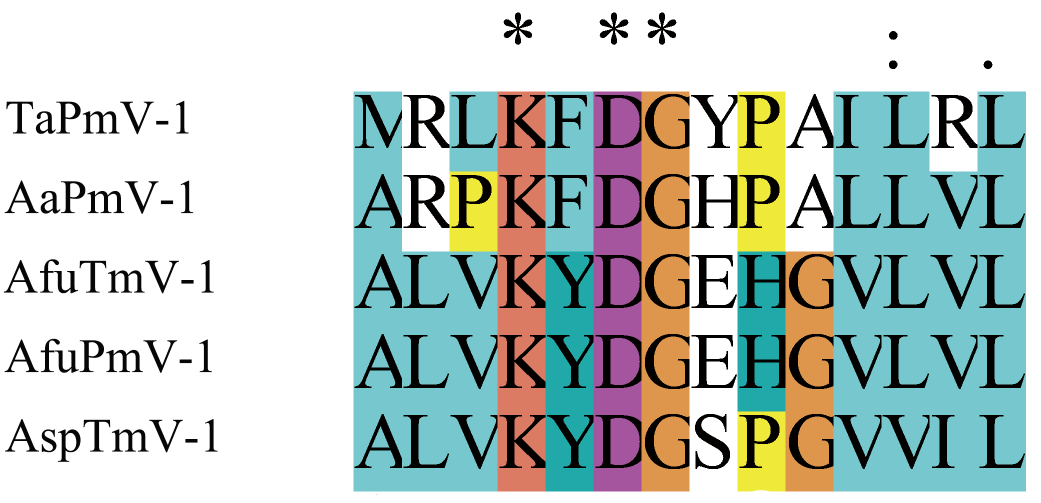 * * * : .
TaPmV-1 MRLKFDGYPAILRL
AaPmV-1 ARPKFDGHPALLVL
AfuTmV-1 ALVKYDGEHGVLVL
AfuPmV-1 ALVKYDGEHGVLVL
AspTmV-1 ALVKYDGSPGVVIL